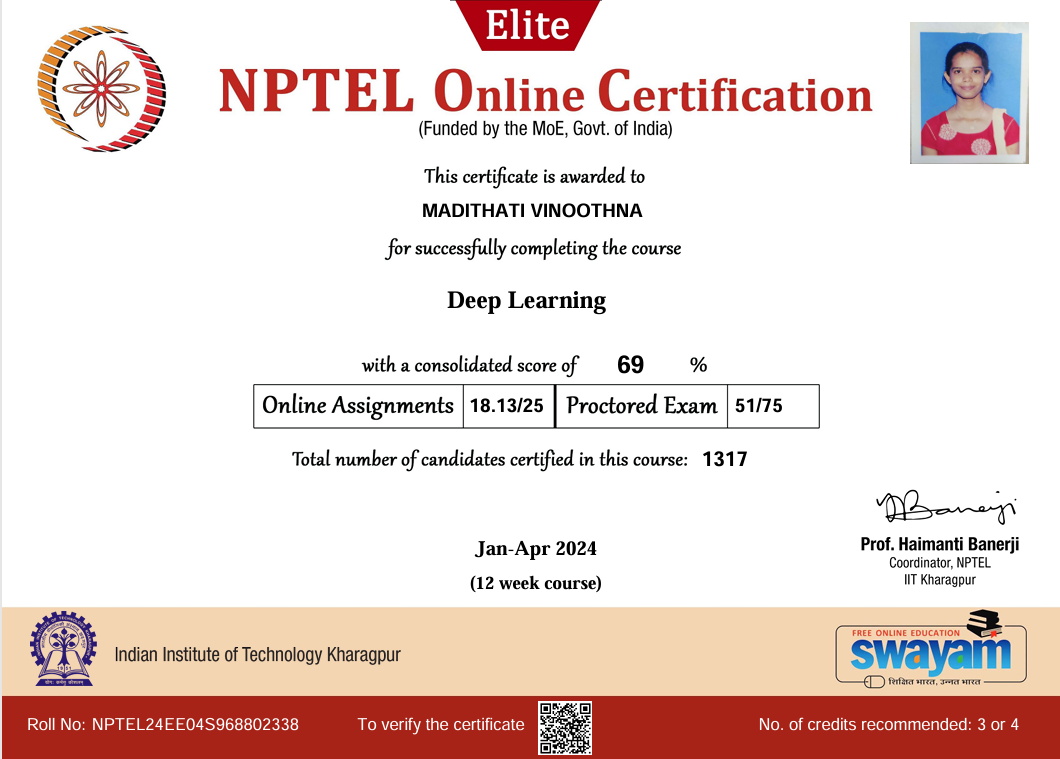 Elite
NPTEL Online Certification
(Funded by the MoE, Govt. of India)
This certificate is awarded to
MADITHATI VINOOTHNA
for successfully completing the course
Deep Learning
with a consolidated score of 69 %
Online Assignments 18.13/25 Proctored Exam 51/75
Total number of candidates certified in this course: 1317
Banerji
Prof. Haimanti Banerji
Coordinator, NPTEL
IIT Kharagpur
Jan-Apr 2024
(12 week course)
Indian Institute of Technology Kharagpur
1951
FREE ONLINE EDUCATION
swayam
शिक्षित भारत, उन्नत भारत
Roll No: NPTEL24EE04S968802338 To verify the certificate No. of credits recommended: 3 or 4